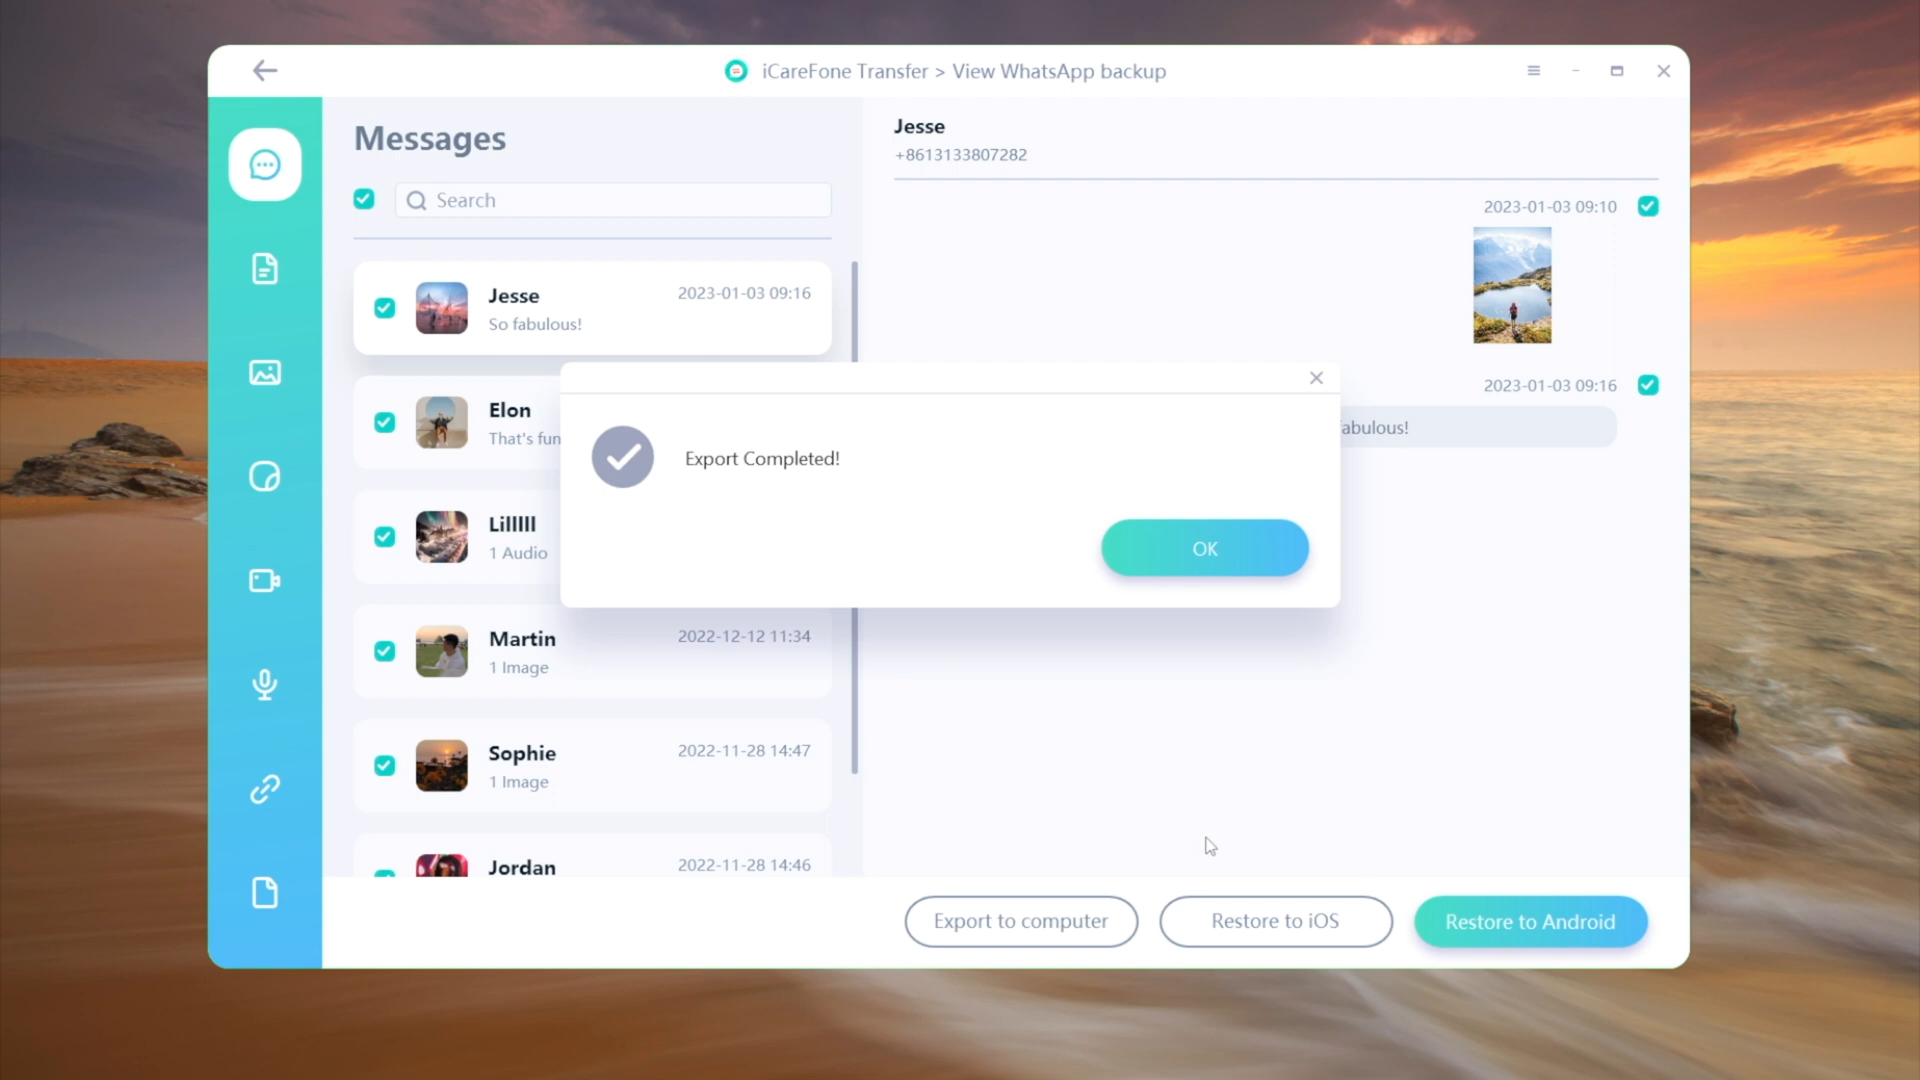 iCareFone Transfer > View WhatsApp backup
Messages
Search
Jesse
2023-01-03 09:16
So fabulous!
Elon
That's fun
Lilllll
1 Audio
Martin
2022-12-12 11:34
1 Image
Sophie
2022-11-28 14:47
1 Image
Jordan
2022-11-28 14:46
Jesse
+8613133807282
2023-01-03 09:10
2023-01-03 09:16
abulous!
Export Completed!
OK
Export to computer
Restore to iOS
Restore to Android